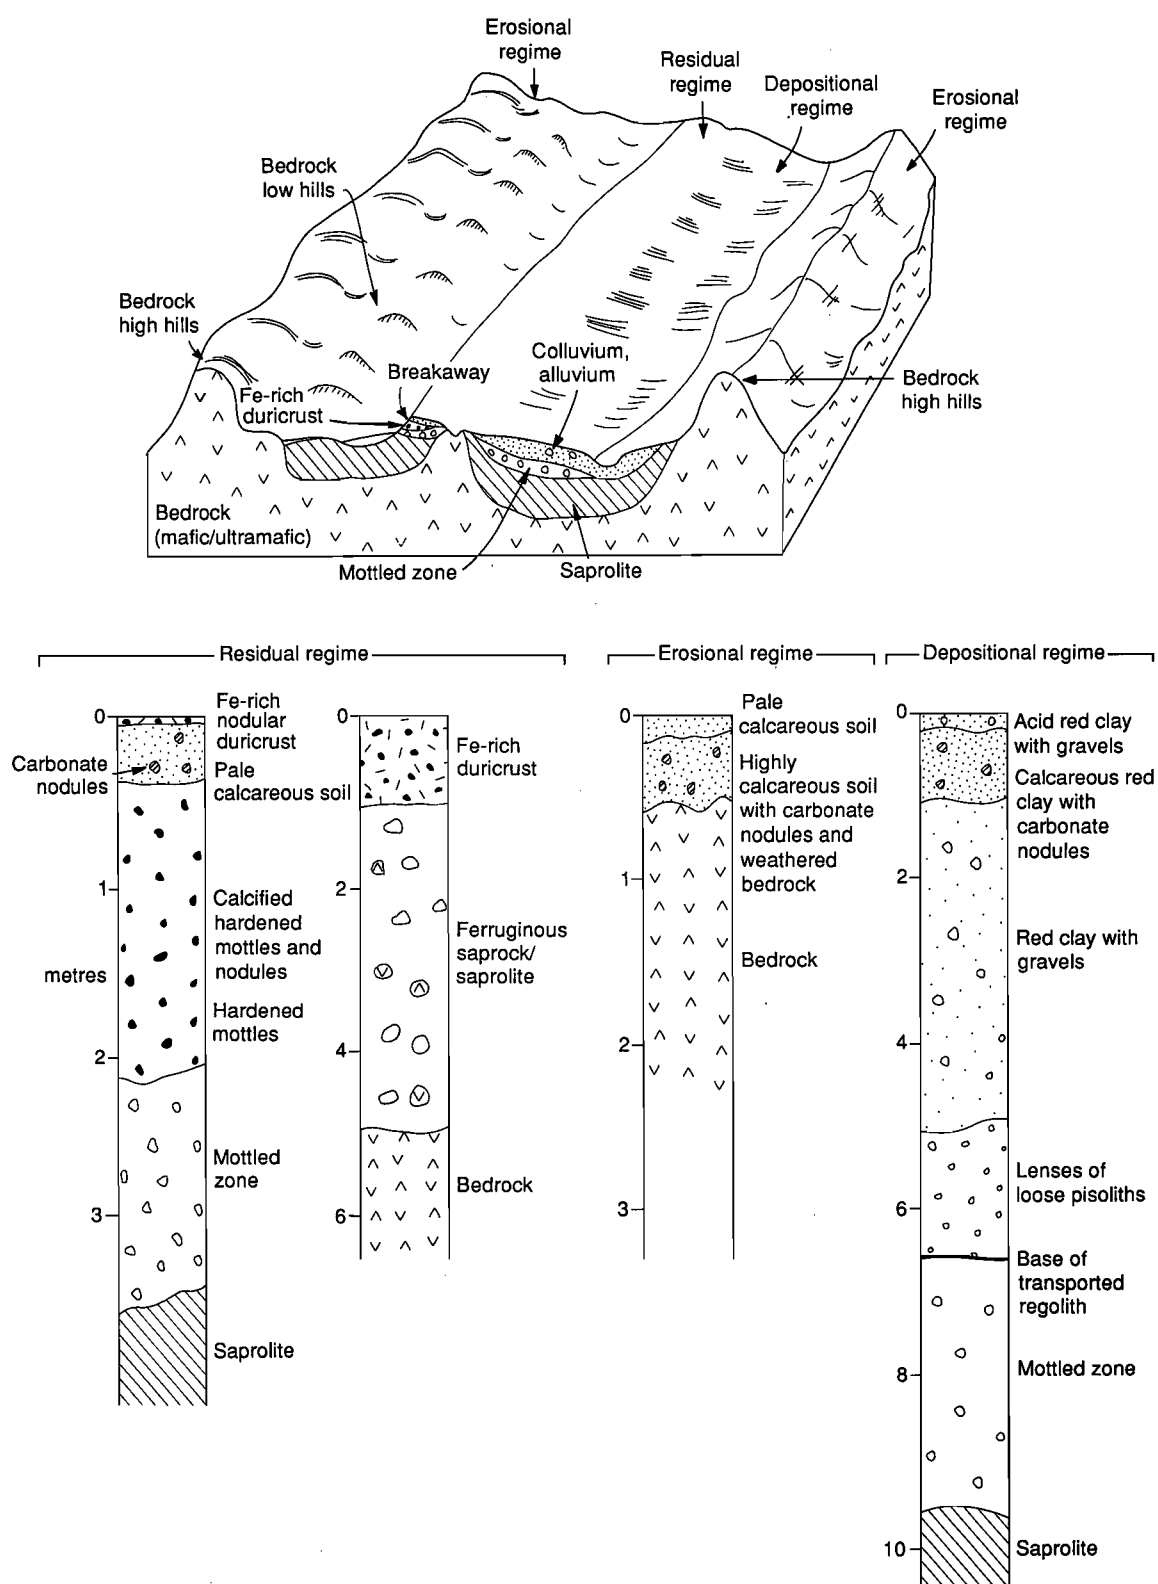 Erosional
regime
Residual
regime
Depositional
regime
Erosional
regime
Bedrock
low hills
Bedrock
high hills
Breakaway
Fe-rich
duricrust
Colluvium,
alluvium
Bedrock
high hills
Bedrock
(mafic/ultramafic)
Mottled zone
Saprolite
Residual regime
Erosional regime
Depositional regime
metres
0
1
2
3
Fe-rich
nodular
duricrust
Carbonate
nodules
Pale
calcareous soil
Calcified
hardened
mottles and
nodules
Hardened
mottles
Mottled
zone
Saprolite
0
2
4
6
Fe-rich
duricrust
Ferruginous
saprock/
saprolite
Bedrock
0
1
2
3
Pale
calcareous soil
Highly
calcareous soil
with carbonate
nodules and
weathered
bedrock
Bedrock
0
2
4
6
8
10
Acid red clay
with gravels
Calcareous red
clay with
carbonate
nodules
Red clay with
gravels
Lenses of
loose pisoliths
Base of
transported
regolith
Mottled zone
Saprolite